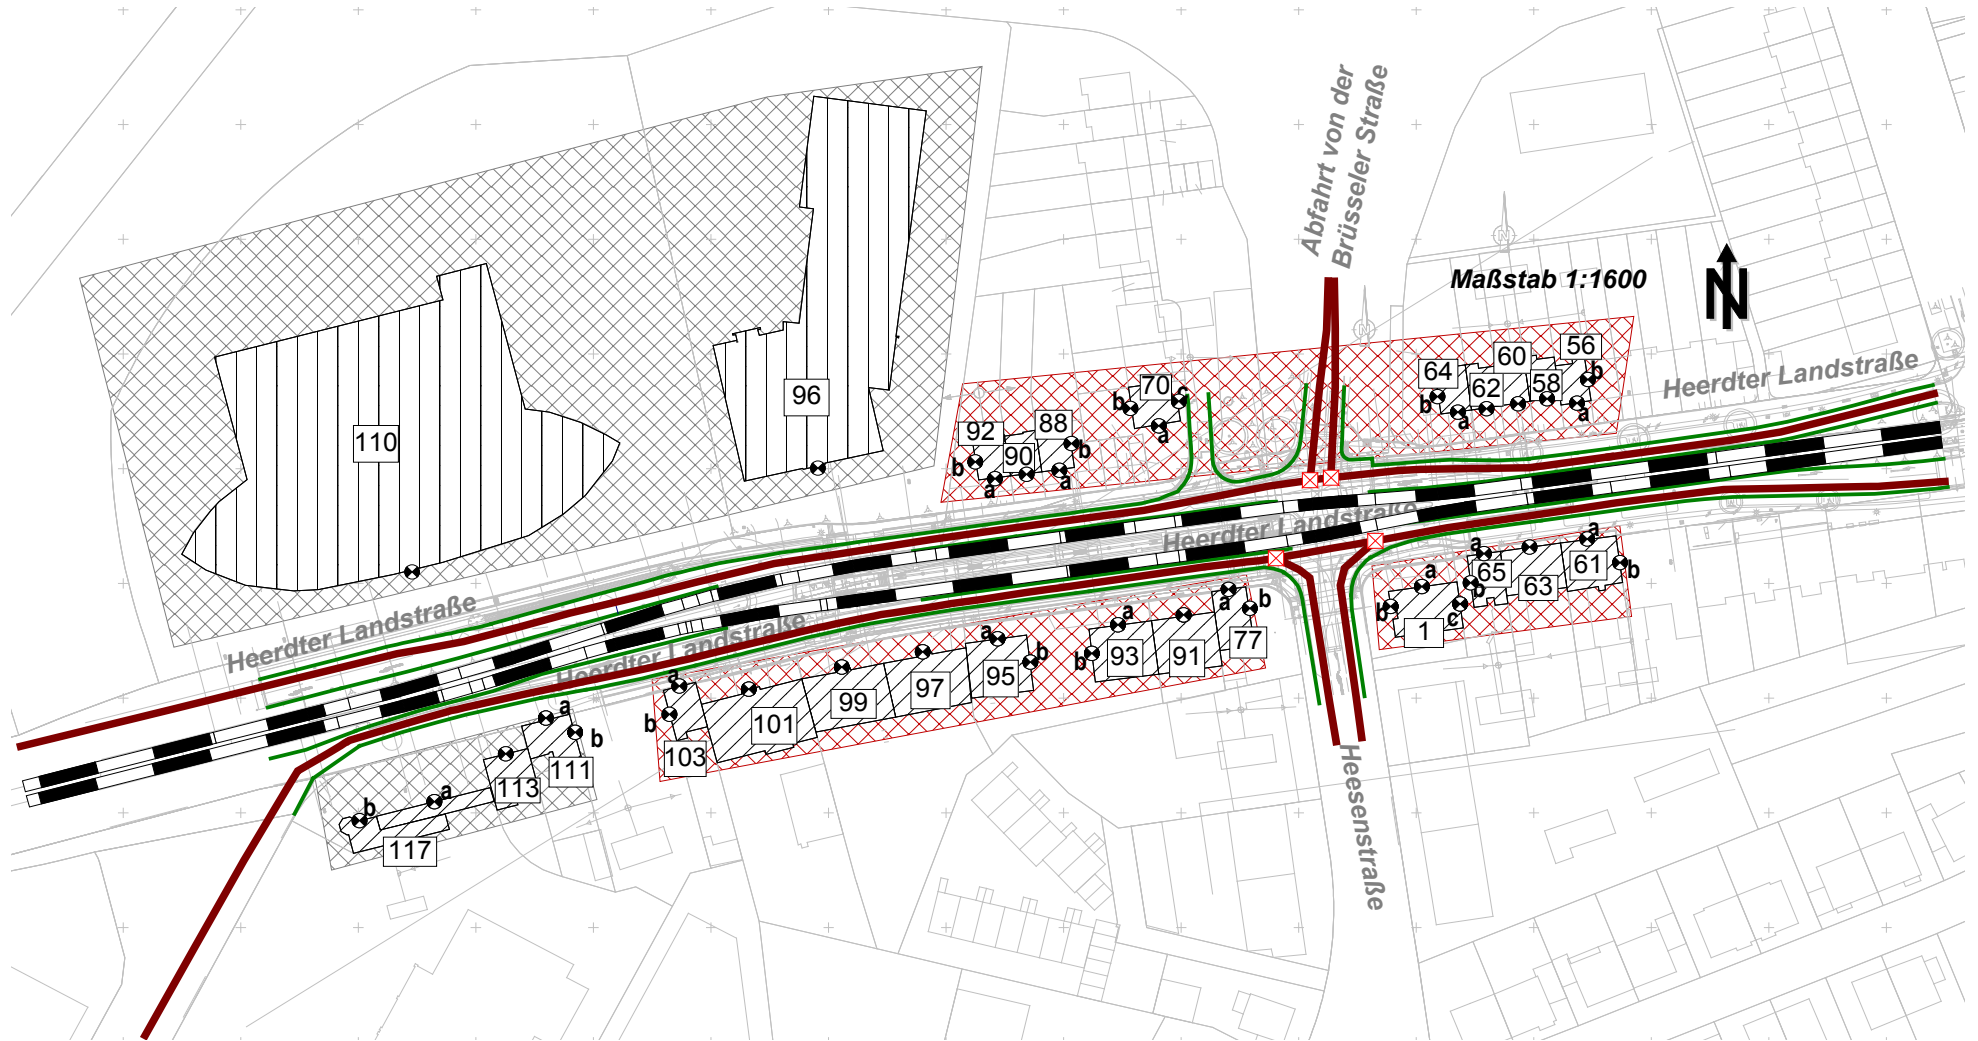 Abfahrt von der
Brüsseler Straße
Maßstab 1:1600
N
N
N
Heerdter Landstraße
56
60
64
62
58
b
b
a
a
70
c
b
a
96
110
92
88
90
b
b
a
a
Heerdter Landstraße
Heerdter Landstraße
Heerdter Landstraße
a
a
65
63
61
b
b
a
b
c
1
a
b
77
a
b
93
91
a
b
95
97
99
101
103
a
b
a
b
111
113
a
b
117
Heesenstraße